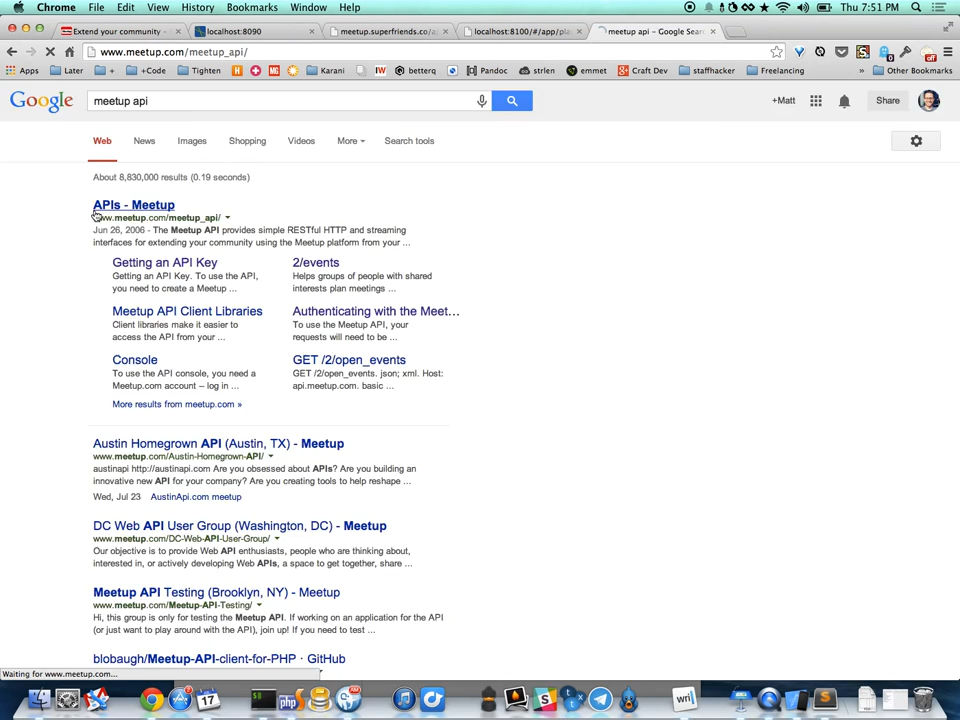 Chrome File Edit View History Bookmarks Window Help Thu 7:51 PM
Extend your community - localhost:8090 meetup.superfriends.co/a localhost:8100/#/app/pla meetup api - Google Sear
www.meetup.com/meetup_api/
Apps Later + +Code Tighten Karani IW betterq Pandoc strlen emmet Craft Dev staffhacker Freelancing » Other Bookmarks
Google meetup api +Matt Share
Web News Images Shopping Videos More Search tools
About 8,830,000 results (0.19 seconds)
APIs - Meetup
www.meetup.com/meetup_api/
Jun 26, 2006 - The Meetup API provides simple RESTful HTTP and streaming
interfaces for extending your community using the Meetup platform from your ...
Getting an API Key
Getting an API Key. To use the API,
you need to create a Meetup ...
2/events
Helps groups of people with shared
interests plan meetings ...
Meetup API Client Libraries
Client libraries make it easier to
access the API from your ...
Authenticating with the Meet...
To use the Meetup API, your
requests will need to be ...
Console
To use the API console, you need a
Meetup.com account – log in ...
GET /2/open_events
GET /2/open_events. json; xml. Host:
api.meetup.com. basic ...
More results from meetup.com »
Austin Homegrown API (Austin, TX) - Meetup
www.meetup.com/Austin-Homegrown-API/
austinapi http://austinapi.com Are you obsessed about APIs? Are you building an
innovative new API for your company? Are you creating tools to help reshape ...
Wed, Jul 23 AustinApi.com meetup
DC Web API User Group (Washington, DC) - Meetup
www.meetup.com/DC-Web-API-User-Group/
Our objective is to provide Web API enthusiasts, people who are thinking about,
interested in, or actively developing Web APIs, a space to get together, share ...
Meetup API Testing (Brooklyn, NY) - Meetup
www.meetup.com/Meetup-API-Testing/
Hi, this group is only for testing the Meetup API. If working on an application for the API
(or just want to play around with the API), join up! If you need to test ...
blobaugh/Meetup-API-client-for-PHP · GitHub
Waiting for www.meetup.com...
17 php wri